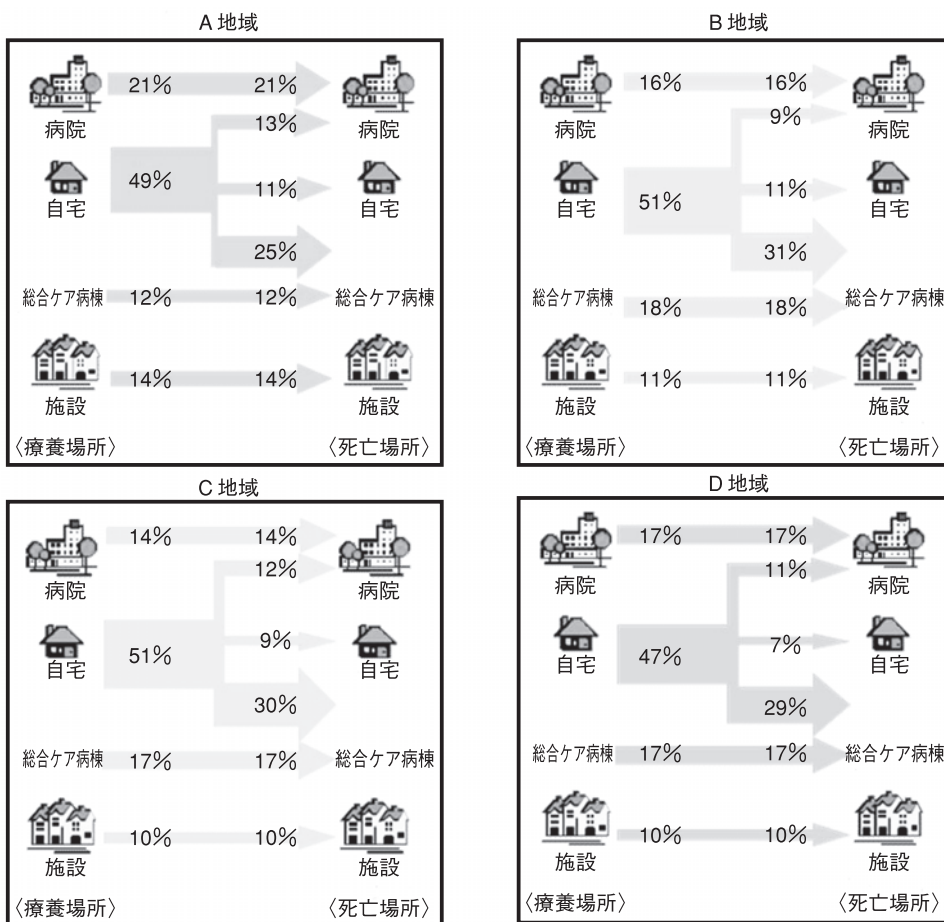 A 地域
21% 21%
病院 病院
13%
49%
11%
自宅 自宅
25%
総合ケア病棟 12% 12% 総合ケア病棟
14% 14%
施設 施設
〈療養場所〉 〈死亡場所〉
B 地域
16% 16%
9%
病院 病院
11%
51%
自宅 自宅
31%
総合ケア病棟 18% 18% 総合ケア病棟
11% 11%
施設 施設
〈療養場所〉 〈死亡場所〉
C 地域
14% 14%
12%
病院 病院
9%
51%
自宅 自宅
30%
総合ケア病棟 17% 17% 総合ケア病棟
10% 10%
施設 施設
〈療養場所〉 〈死亡場所〉
D 地域
17% 17%
11%
病院 病院
7%
47%
自宅 自宅
29%
総合ケア病棟 17% 17% 総合ケア病棟
10% 10%
施設 施設
〈療養場所〉 〈死亡場所〉